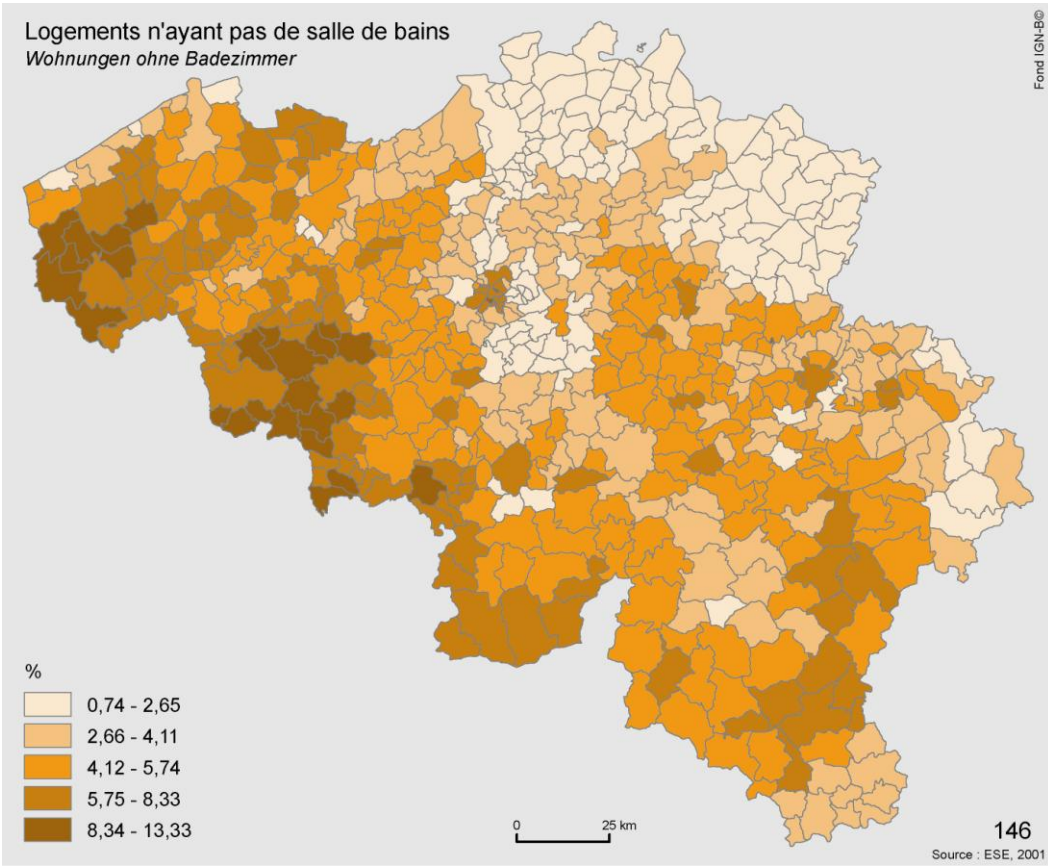 Logements n'ayant pas de salle de bains
Wohnungen ohne Badezimmer
Fond IGN-B©
%
0,74 - 2,65
2,66 - 4,11
4,12 - 5,74
5,75 - 8,33
8,34 - 13,33
0 25 km
146
Source : ESE, 2001